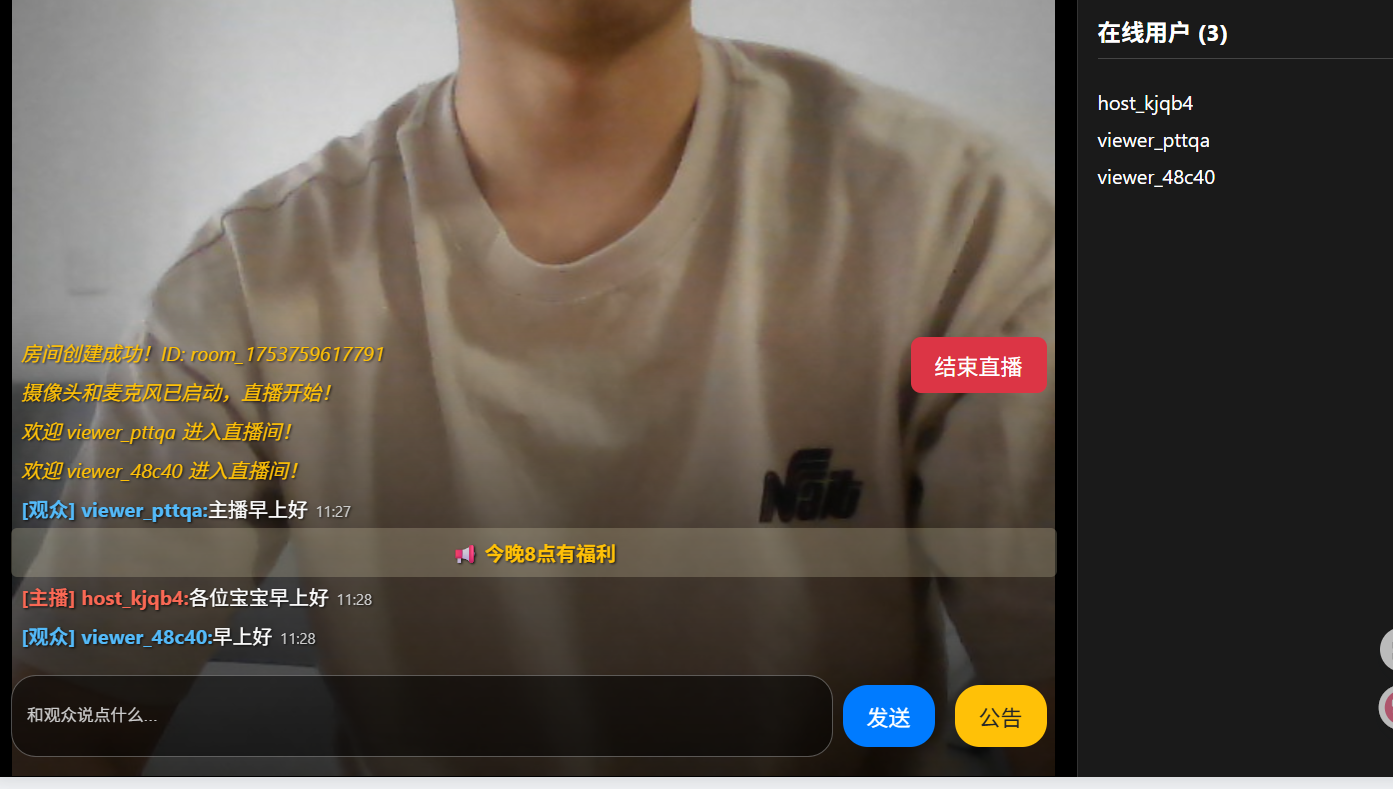 在线用户 (3)
host_kjqb4
viewer_pttqa
viewer_48c40
房间创建成功！ID: room_1753759617791
摄像头和麦克风已启动，直播开始！
欢迎 viewer_pttqa 进入直播间！
欢迎 viewer_48c40 进入直播间！
结束直播
[观众] viewer_pttqa:主播早上好 11:27
📢 今晚8点有福利
[主播] host_kjqb4:各位宝宝早上好 11:28
[观众] viewer_48c40:早上好 11:28
和观众说点什么...
发送
公告